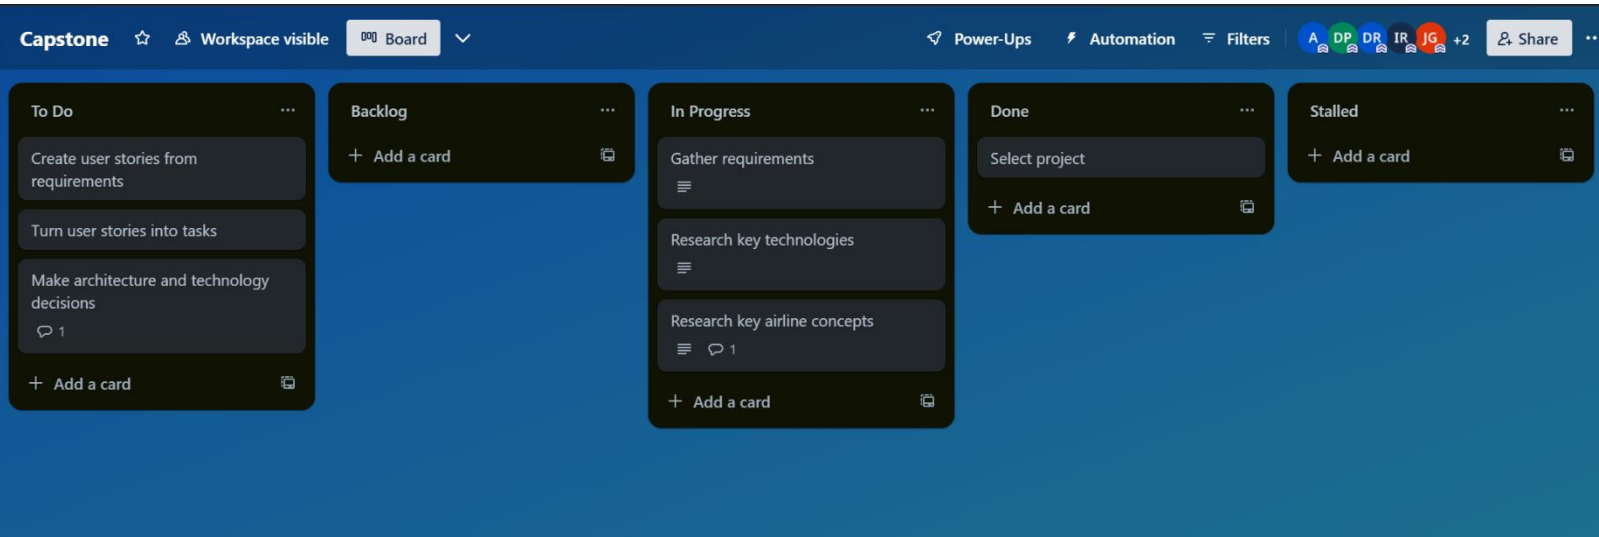 Capstone Workspace visible Board Power-Ups Automation Filters A DP DR IR JG +2 Share
To Do
Create user stories from
requirements
Turn user stories into tasks
Make architecture and technology
decisions
1
+ Add a card
Backlog
+ Add a card
In Progress
Gather requirements
Research key technologies
Research key airline concepts
1
+ Add a card
Done
Select project
+ Add a card
Stalled
+ Add a card